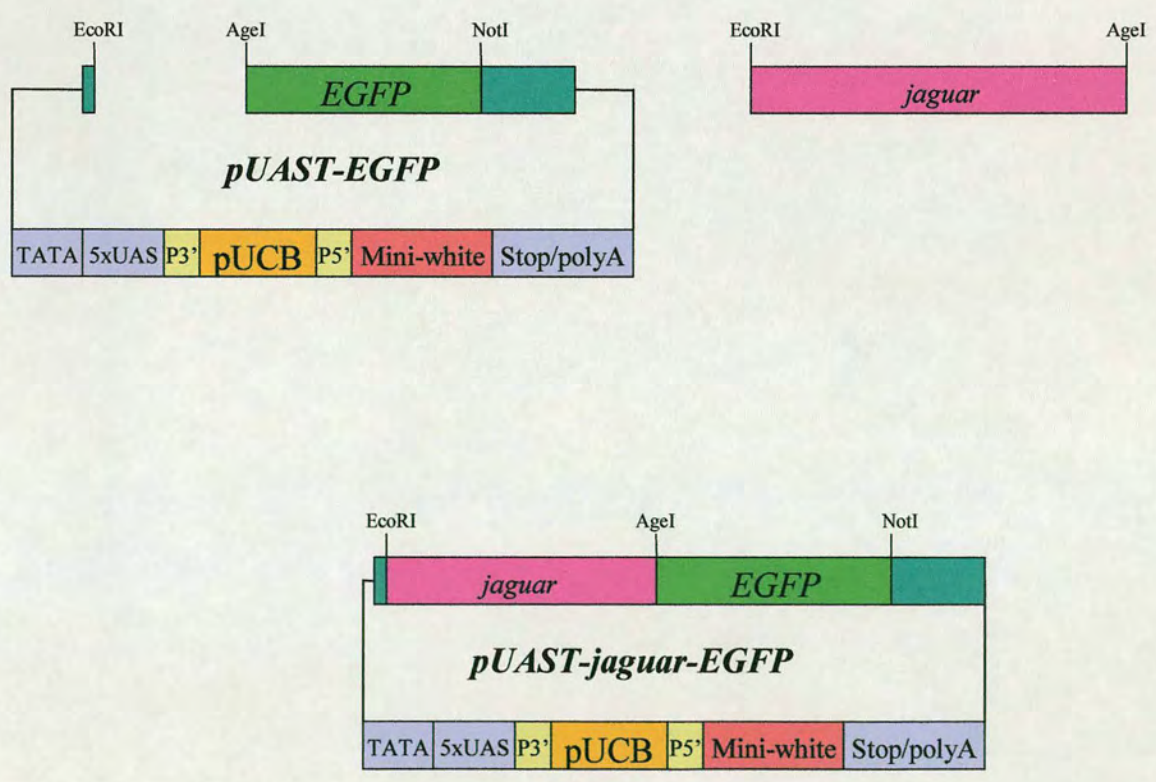 EcoRI AgeI NotI EcoRI AgeI
EGFP jaguar
pUAST-EGFP
TATA 5xUAS P3' pUCB P5' Mini-white Stop/polyA
EcoRI AgeI NotI
jaguar EGFP
pUAST-jaguar-EGFP
TATA 5xUAS P3' pUCB P5' Mini-white Stop/polyA